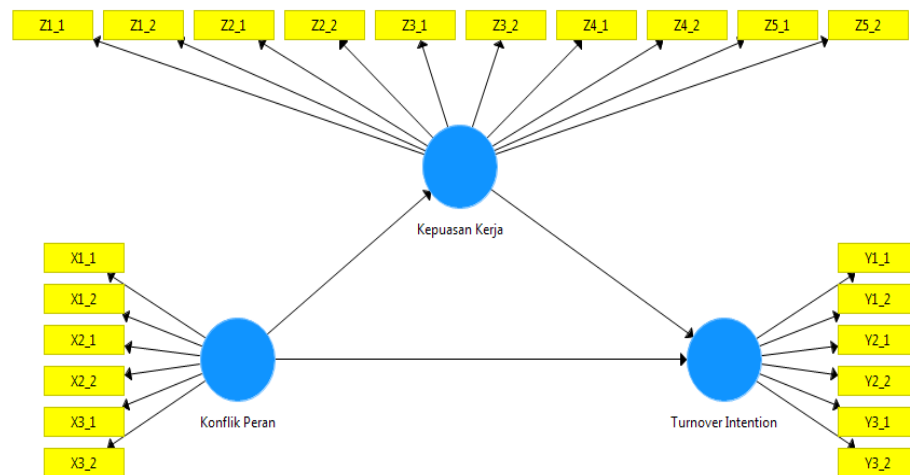 Z1_1 Z1_2 Z2_1 Z2_2 Z3_1 Z3_2 Z4_1 Z4_2 Z5_1 Z5_2
Kepuasan Kerja
X1_1
X1_2
X2_1
X2_2
X3_1
X3_2
Konflik Peran
Turnover Intention
Y1_1
Y1_2
Y2_1
Y2_2
Y3_1
Y3_2